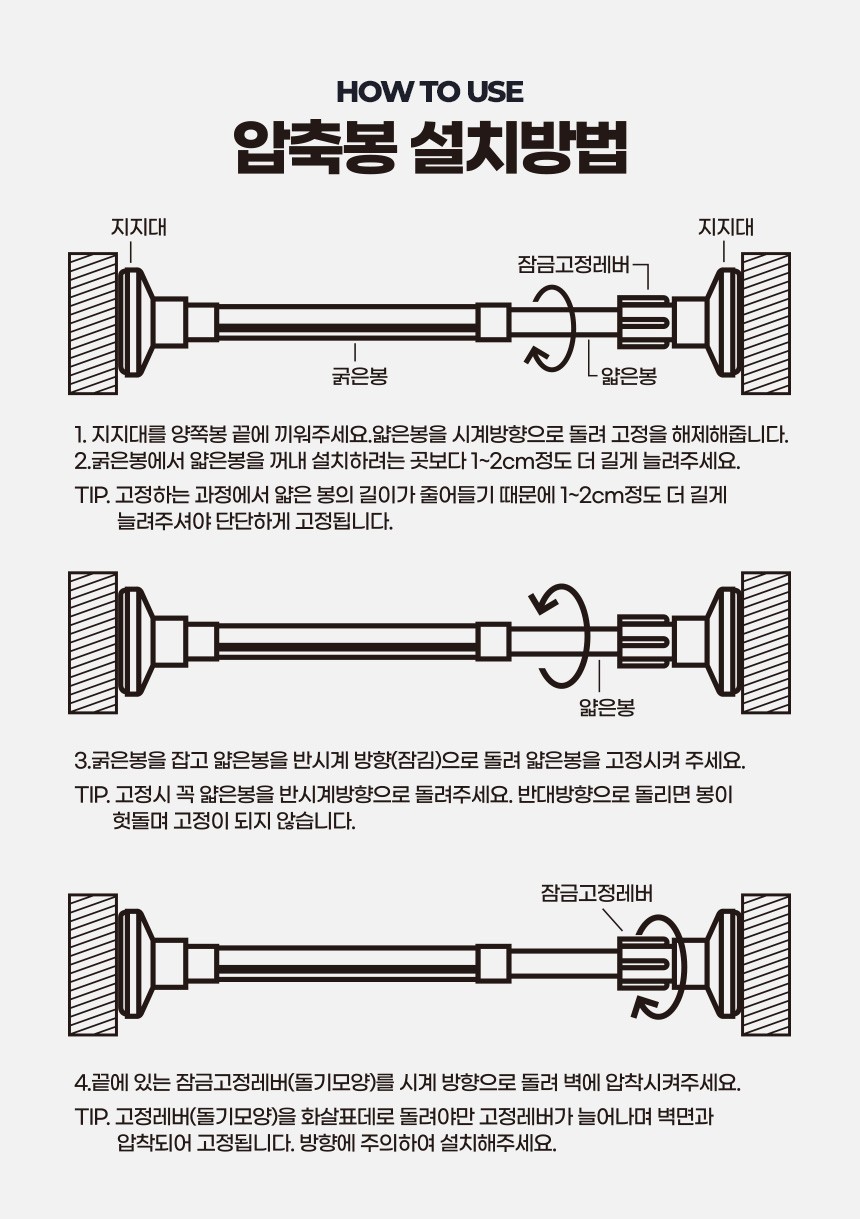 HOW TO USE
압축봉 설치방법
지지대
지지대
잠금고정레버
굵은봉
얇은봉
1. 지지대를 양쪽봉 끝에 끼워주세요.얇은봉을 시계방향으로 돌려 고정을 해제해줍니다.
2.굵은봉에서 얇은봉을 꺼내 설치하려는 곳보다 1~2cm정도 더 길게 늘려주세요.
TIP. 고정하는 과정에서 얇은 봉의 길이가 줄어들기 때문에 1~2cm정도 더 길게
늘려주셔야 단단하게 고정됩니다.
얇은봉
3.굵은봉을 잡고 얇은봉을 반시계 방향(잠김)으로 돌려 얇은봉을 고정시켜 주세요.
TIP. 고정시 꼭 얇은봉을 반시계방향으로 돌려주세요. 반대방향으로 돌리면 봉이
헛돌며 고정이 되지 않습니다.
잠금고정레버
4.끝에 있는 잠금고정레버(돌기모양)를 시계 방향으로 돌려 벽에 압착시켜주세요.
TIP. 고정레버(돌기모양)을 화살표데로 돌려야만 고정레버가 늘어나며 벽면과
압착되어 고정됩니다. 방향에 주의하여 설치해주세요.